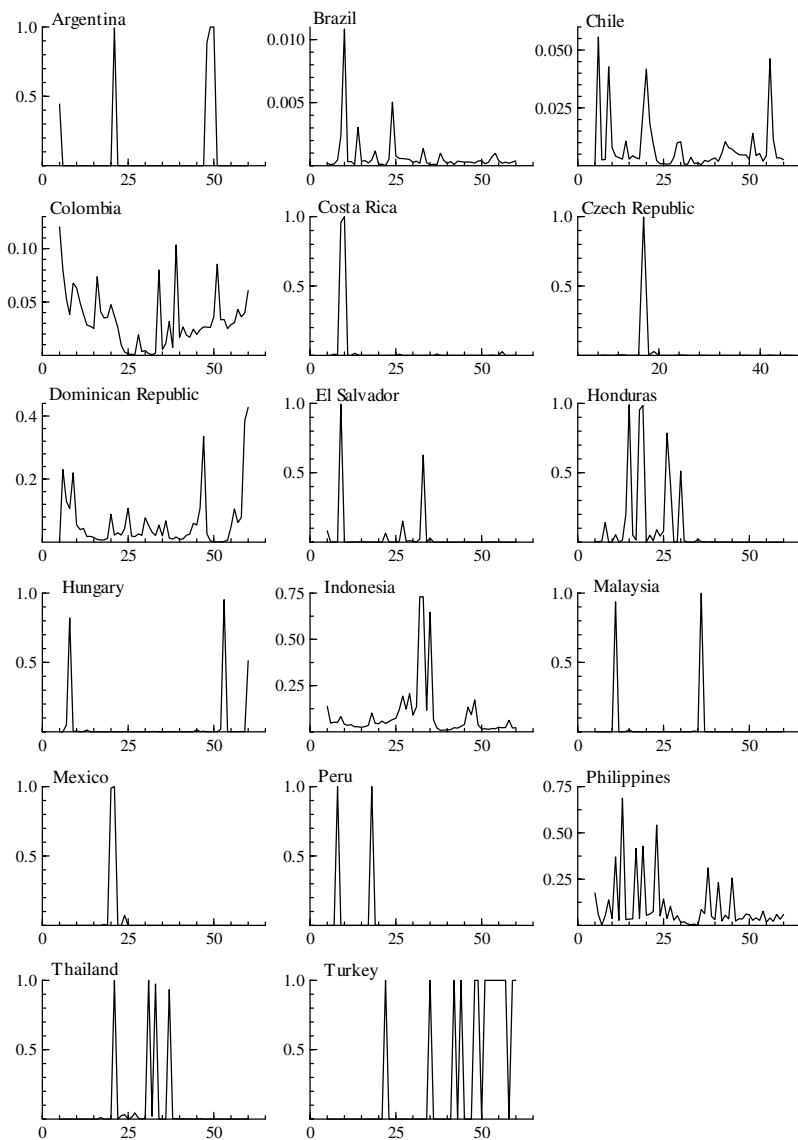 Argentina Brazil Chile
1.0 0.010 0.050
0.5 0.005 0.025
0 25 50 0 25 50 0 25 50
Colombia Costa Rica Czech Republic
0.10 1.0 1.0
0.05 0.5 0.5
0 25 50 0 25 50 20 40
Dominican Republic El Salvador Honduras
0.4 1.0 1.0
0.2 0.5 0.5
0 25 50 0 25 50 0 25 50
Hungary Indonesia Malaysia
1.0 0.75 1.0
0.5 0.50 0.5
0.25
0 25 50 0 25 50 0 25 50
Mexico Peru Philippines
1.0 1.0 0.75
0.5 0.5 0.50
0.25
0 25 50 0 25 50 0 25 50
Thailand Turkey
1.0 1.0
0.5 0.5
0 25 50 0 25 50